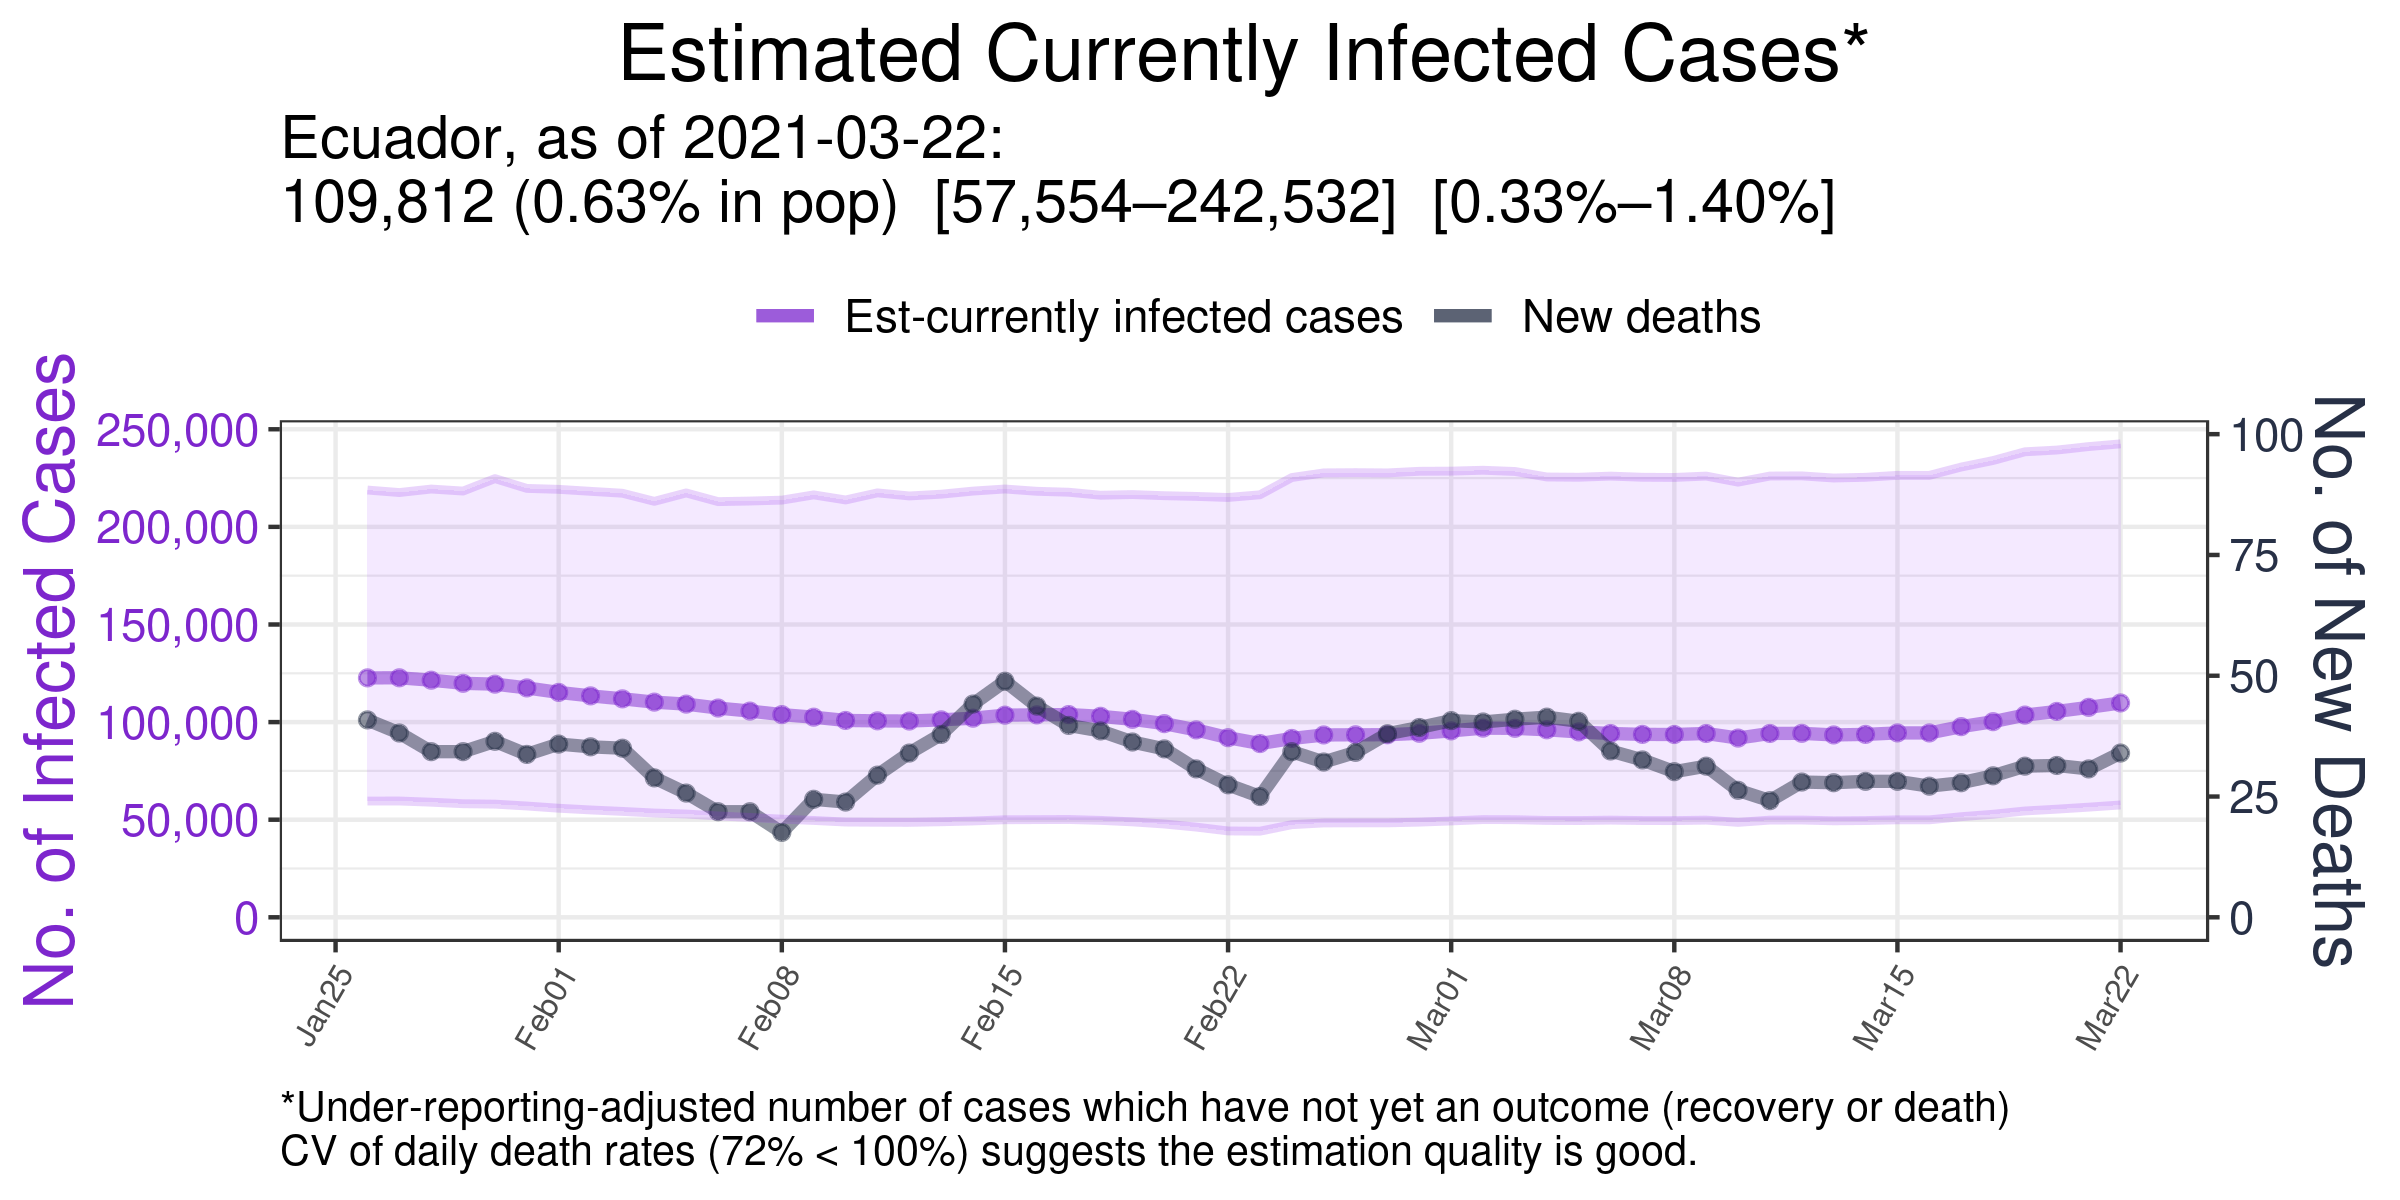 Estimated Currently Infected Cases*
Ecuador, as of 2021-03-22:
109,812 (0.63% in pop)  [57,554–242,532]  [0.33%–1.40%]
Est-currently infected cases
New deaths
No. of Infected Cases
250,000
200,000
150,000
100,000
50,000
0
100
75
50
25
0
No. of New Deaths
Jan25
Feb01
Feb08
Feb15
Feb22
Mar01
Mar08
Mar15
Mar22
*Under-reporting-adjusted number of cases which have not yet an outcome (recovery or death)
CV of daily death rates (72% < 100%) suggests the estimation quality is good.